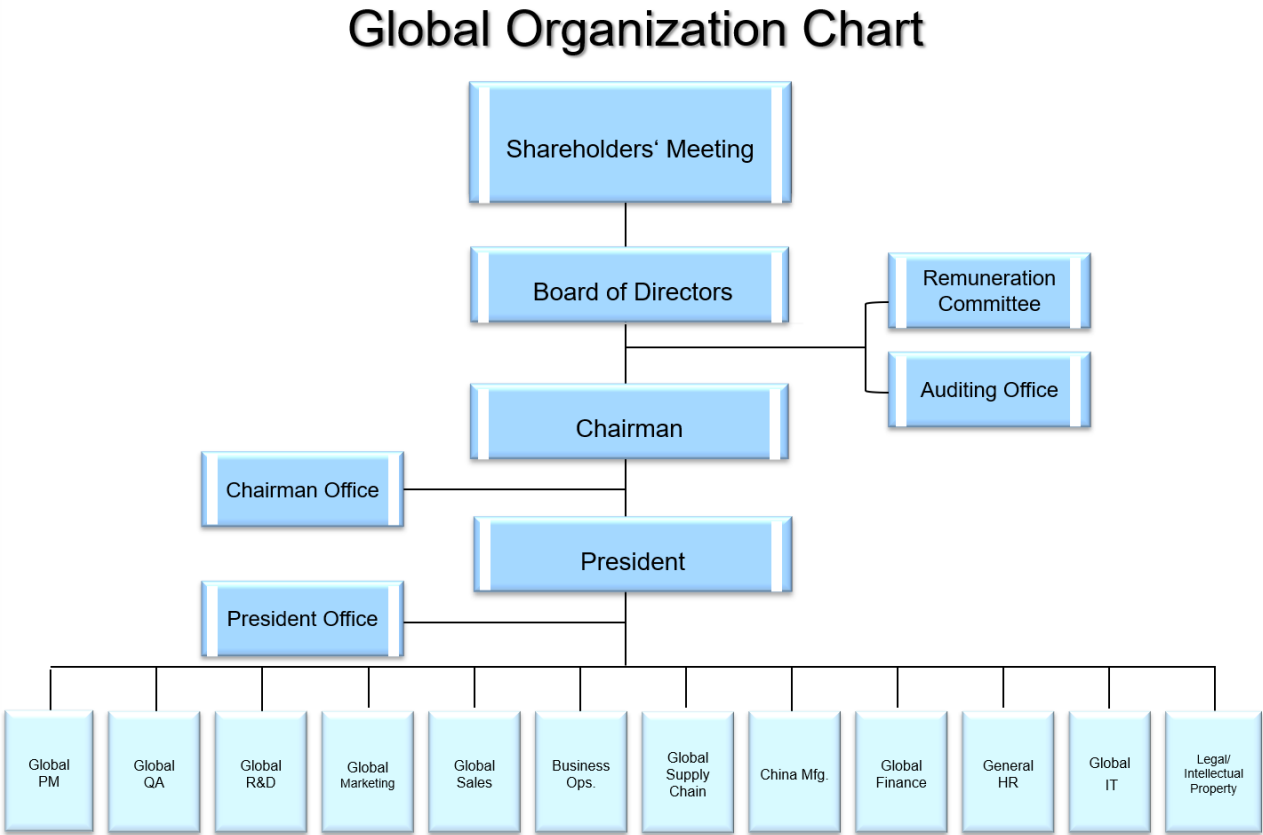 Global Organization Chart
Shareholders‘ Meeting
Board of Directors
Remuneration
Committee
Auditing Office
Chairman
Chairman Office
President
President Office
Global
PM
Global
QA
Global
R&D
Global
Marketing
Global
Sales
Business
Ops.
Global
Supply
Chain
China Mfg.
Global
Finance
General
HR
Global
IT
Legal/
Intellectual
Property